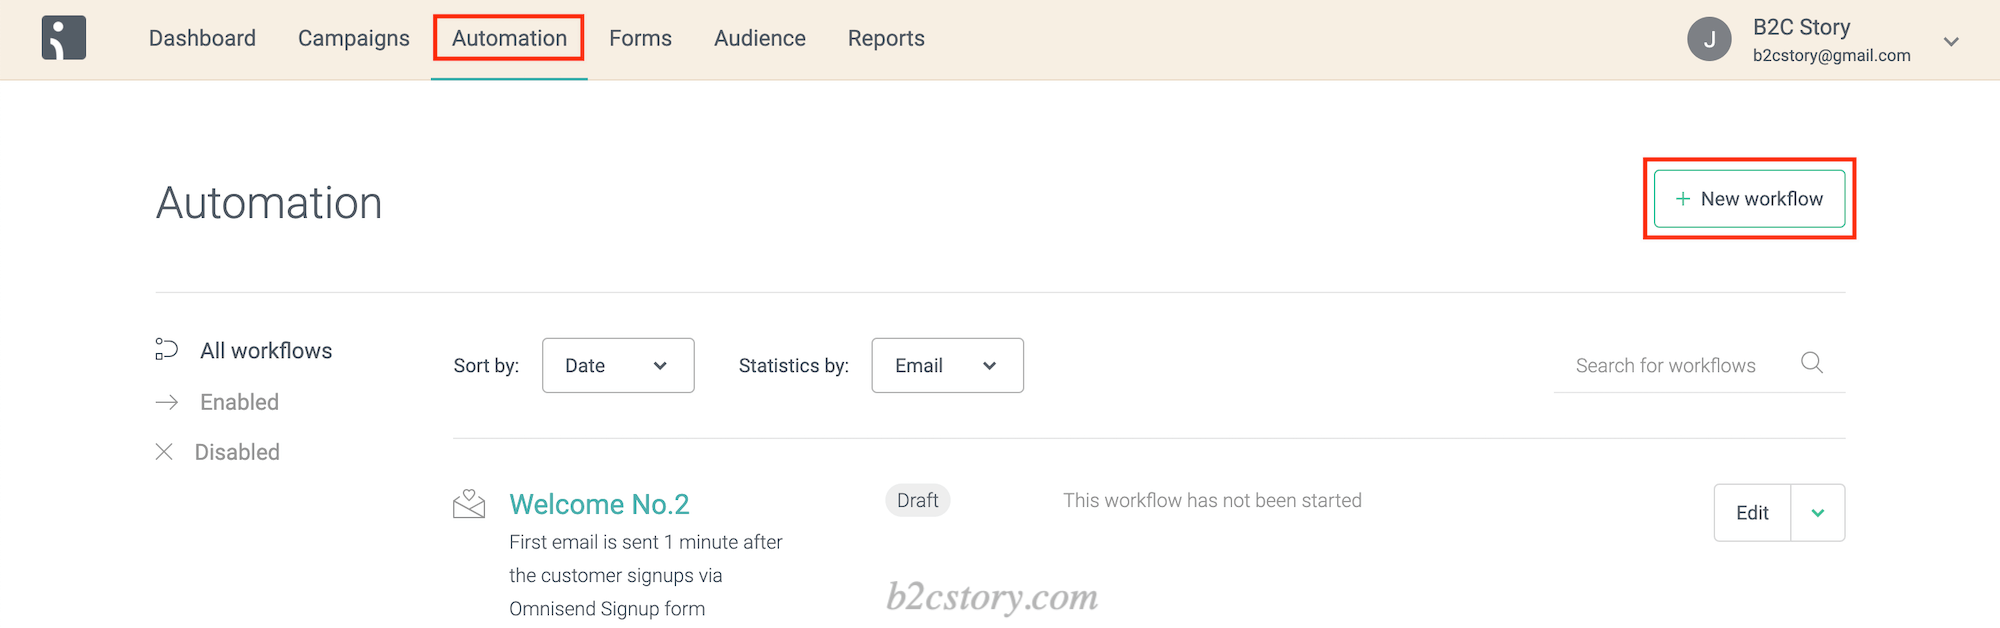 Dashboard Campaigns Automation Forms Audience Reports
J
B2C Story
b2cstory@gmail.com
Automation
+ New workflow
All workflows
Enabled
Disabled
Sort by: Date Statistics by: Email
Search for workflows
Welcome No.2
First email is sent 1 minute after
the customer signups via
Omnisend Signup form
Draft
This workflow has not been started
Edit
b2cstory.com